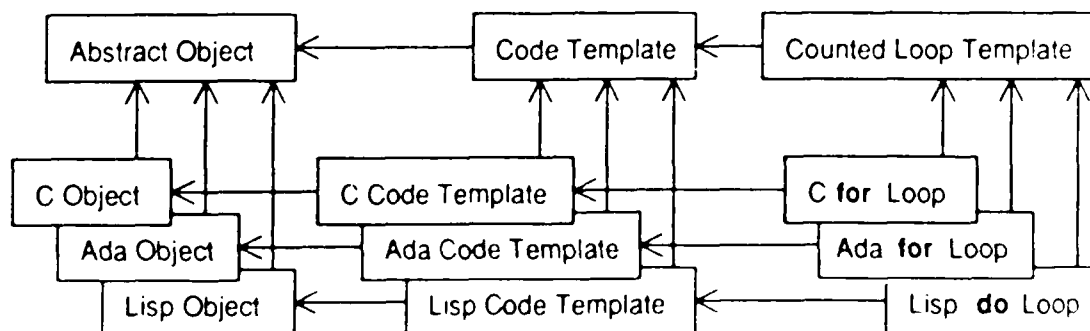 Abstract Object
Code Template
Counted Loop Template
C Object
C Code Template
C for Loop
Ada Object
Ada Code Template
Ada for Loop
Lisp Object
Lisp Code Template
Lisp do Loop